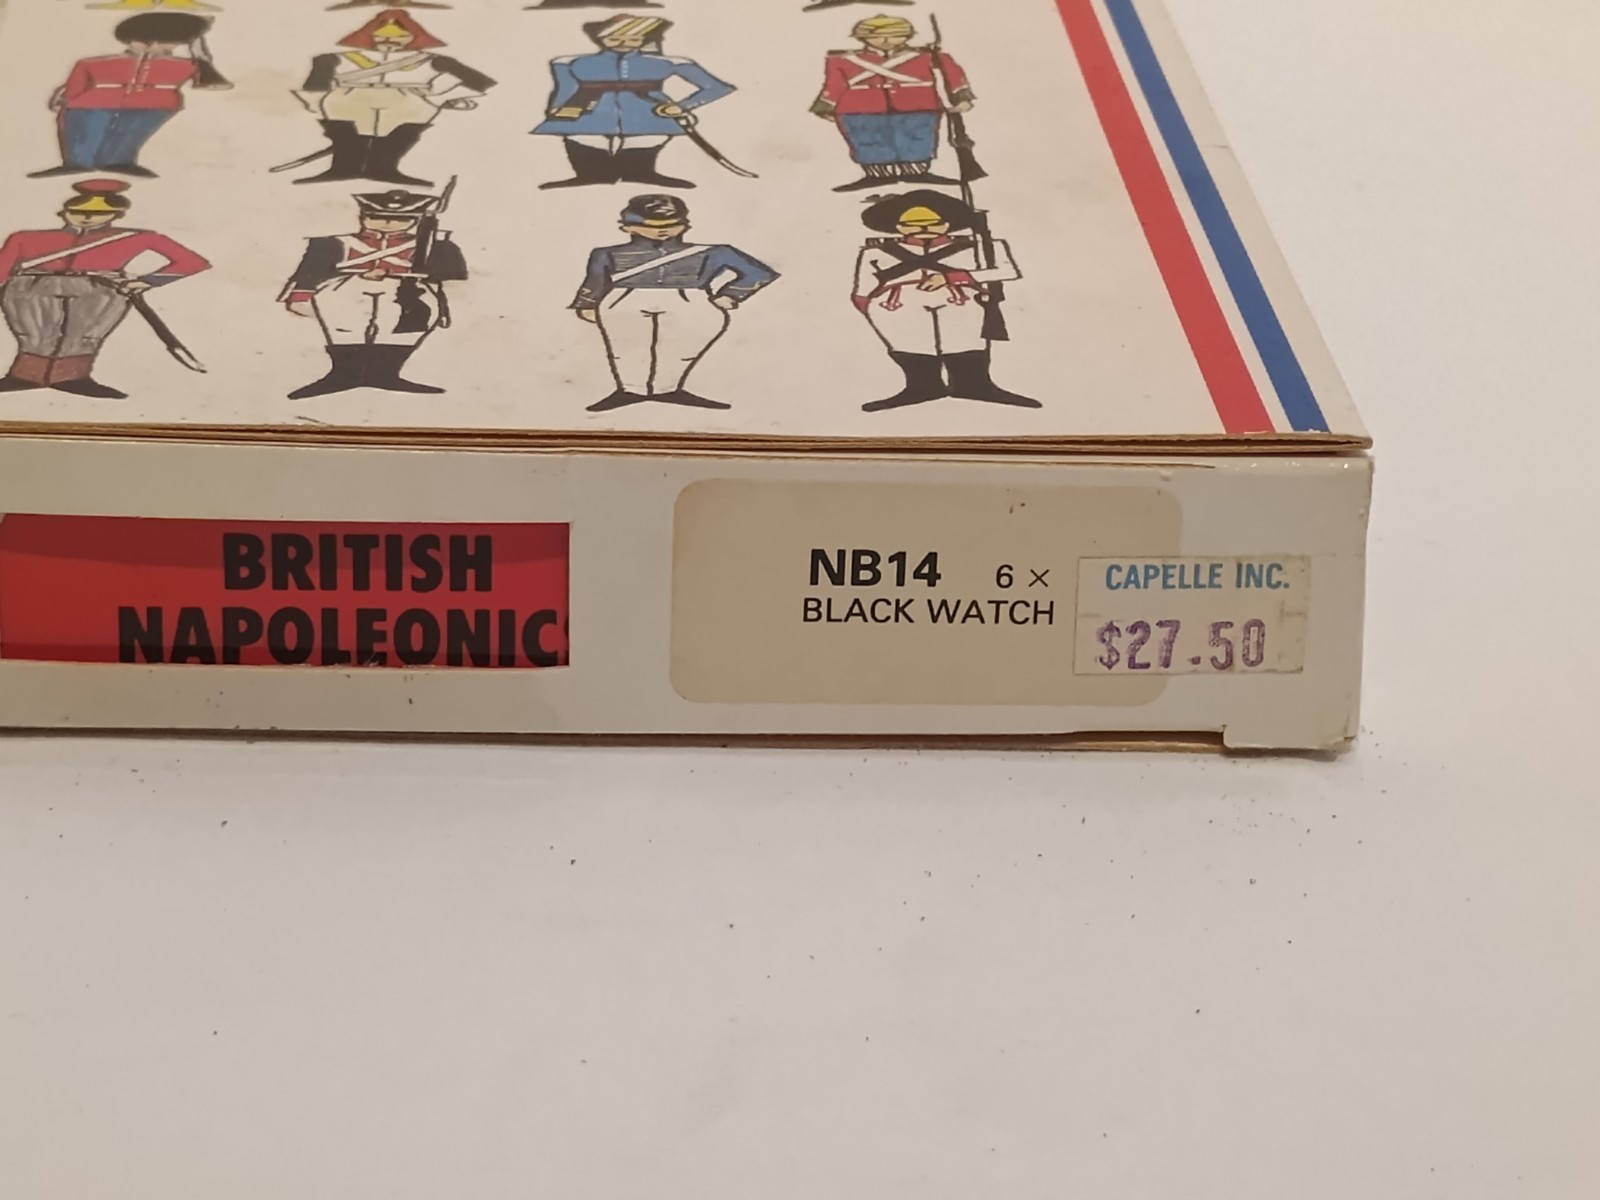 BRITISH
NAPOLEONICS
NB14 6 ×
BLACK WATCH
CAPELLE INC.
$27.50